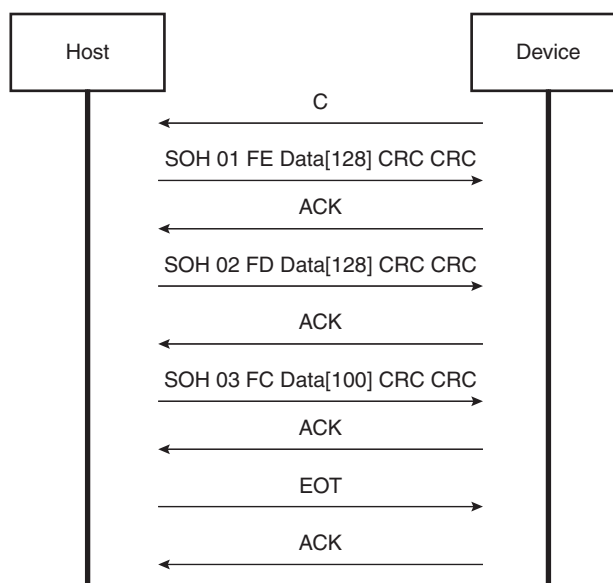 Host
Device
C
SOH 01 FE Data[128] CRC CRC
ACK
SOH 02 FD Data[128] CRC CRC
ACK
SOH 03 FC Data[100] CRC CRC
ACK
EOT
ACK